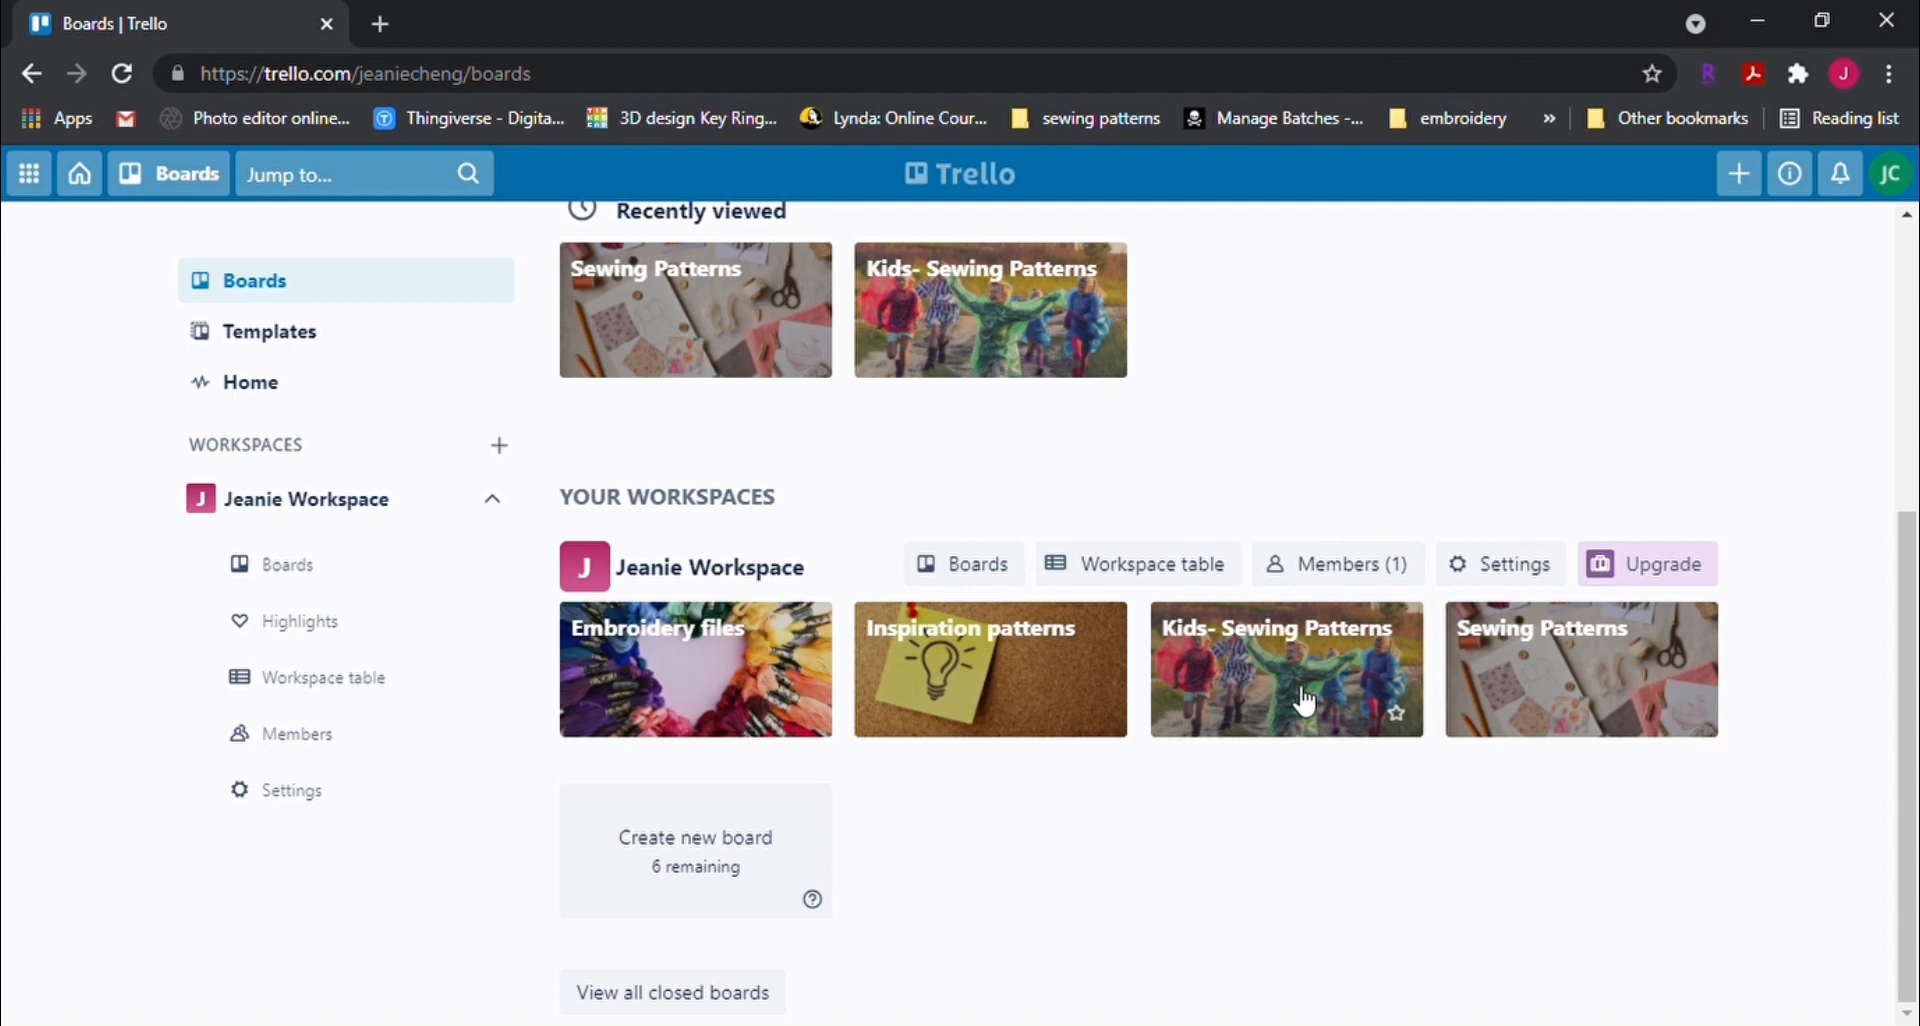 Boards | Trello
https://trello.com/jeaniecheng/boards
Apps Photo editor online... Thingiverse - Digita... 3D design Key Ring... Lynda: Online Cour... sewing patterns Manage Batches -... embroidery » Other bookmarks Reading list
Boards Jump to... Trello JC
Recently viewed
Sewing Patterns Kids- Sewing Patterns
Boards
Templates
Home
WORKSPACES
J Jeanie Workspace
Boards
Highlights
Workspace table
Members
Settings
YOUR WORKSPACES
J Jeanie Workspace Boards Workspace table Members (1) Settings Upgrade
Embroidery files Inspiration patterns Kids- Sewing Patterns Sewing Patterns
Create new board
6 remaining
View all closed boards